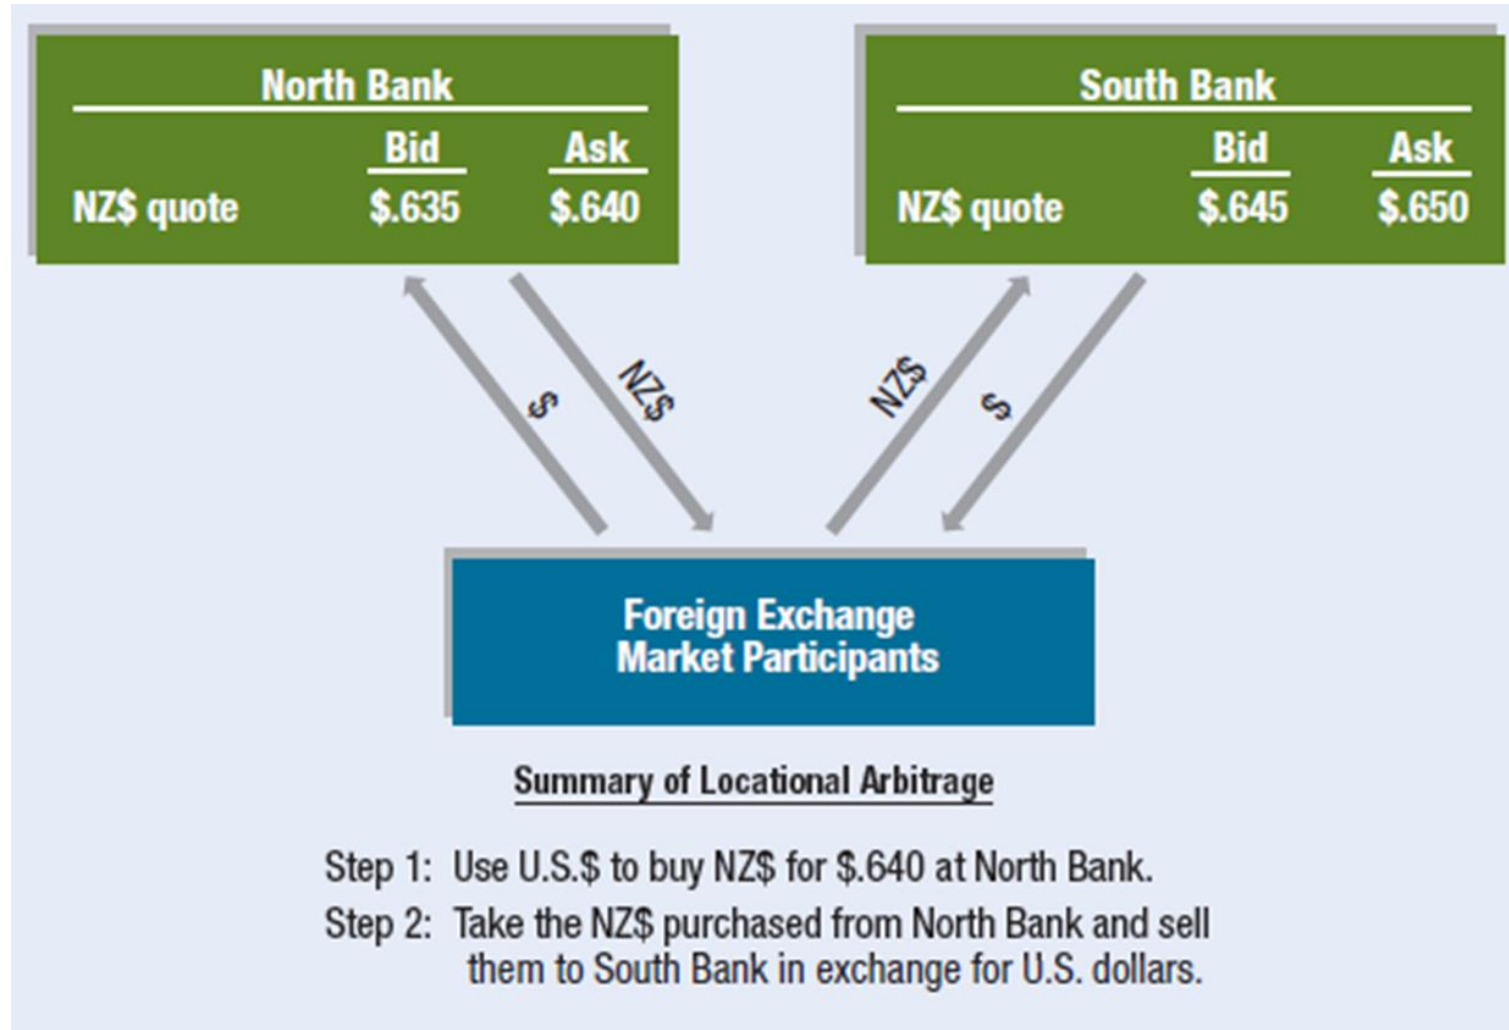 North Bank
Bid Ask
NZ$ quote $.635 $.640
South Bank
Bid Ask
NZ$ quote $.645 $.650
$
NZ$
NZ$
$
Foreign Exchange
Market Participants
Summary of Locational Arbitrage
Step 1: Use U.S.$ to buy NZ$ for $.640 at North Bank.
Step 2: Take the NZ$ purchased from North Bank and sell
them to South Bank in exchange for U.S. dollars.